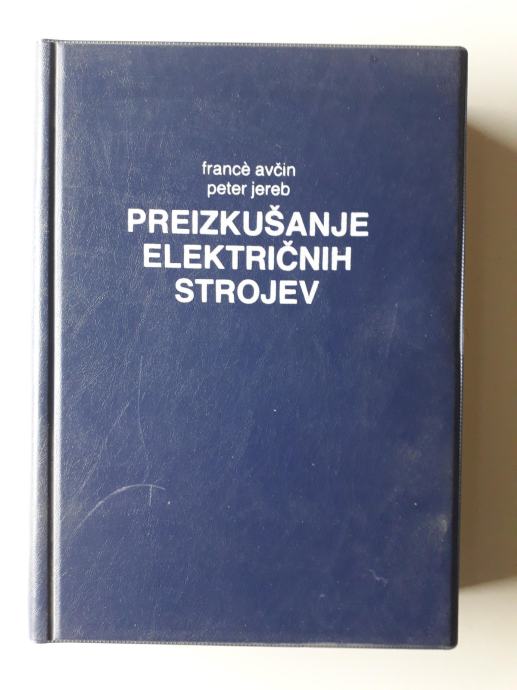 francè avčin
peter jereb
PREIZKUŠANJE
ELEKTRIČNIH
STROJEV